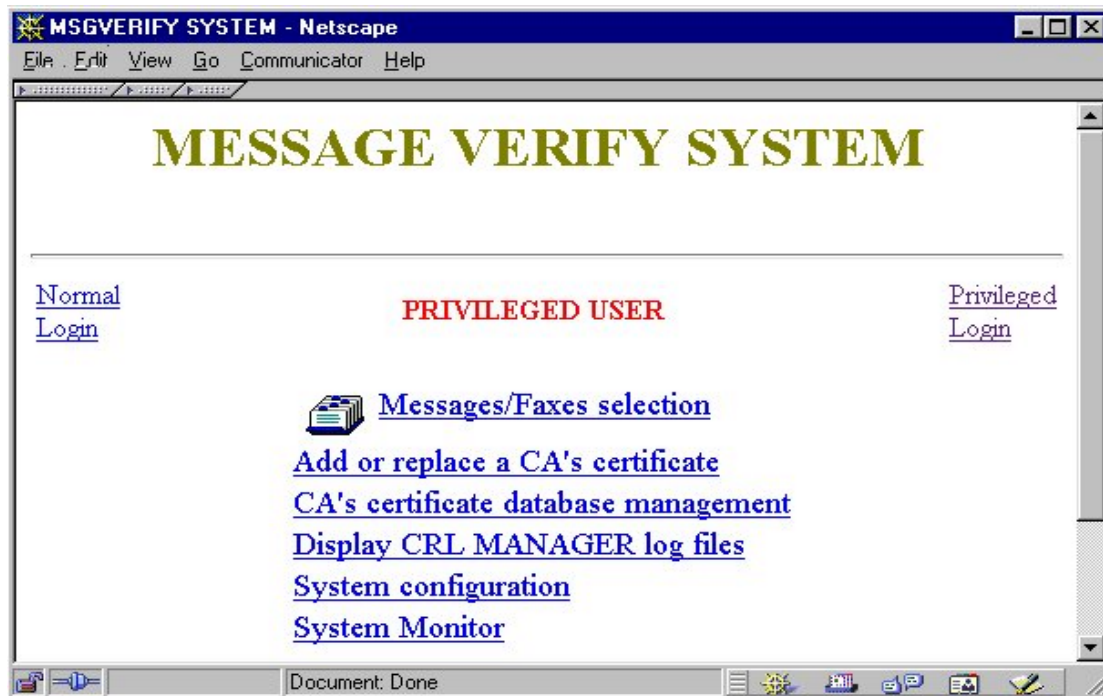 MSGVERIFY SYSTEM - Netscape
File Edit View Go Communicator Help
MESSAGE VERIFY SYSTEM
Normal Login
PRIVILEGED USER
Privileged Login
Messages/Faxes selection
Add or replace a CA's certificate
CA's certificate database management
Display CRL MANAGER log files
System configuration
System Monitor
Document: Done